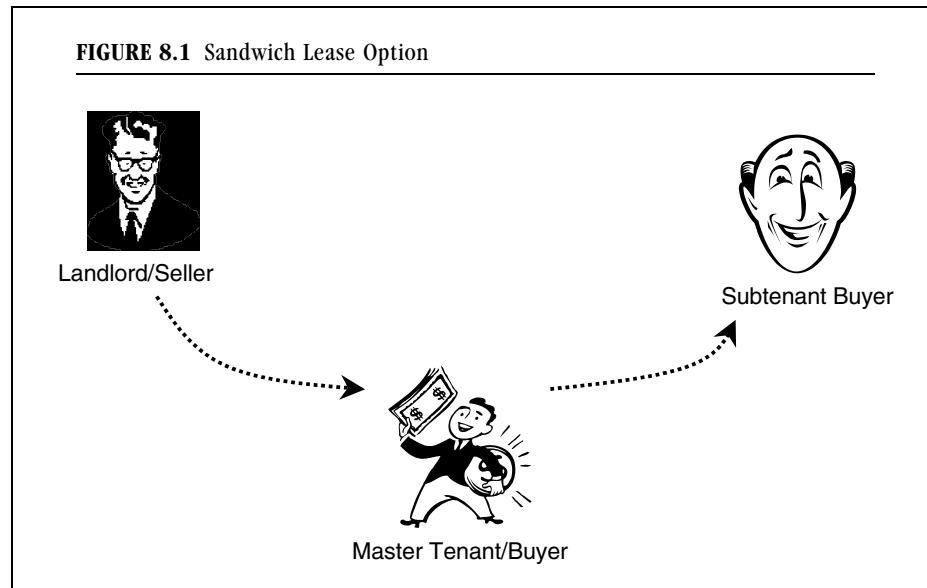 FIGURE 8.1 Sandwich Lease Option
Landlord/Seller
Subtenant Buyer
$
$
Master Tenant/Buyer